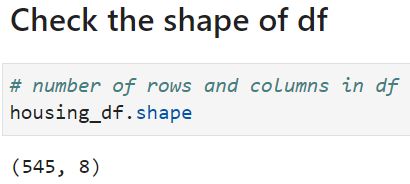 Check the shape of df
# number of rows and columns in df
housing_df.shape
(545, 8)